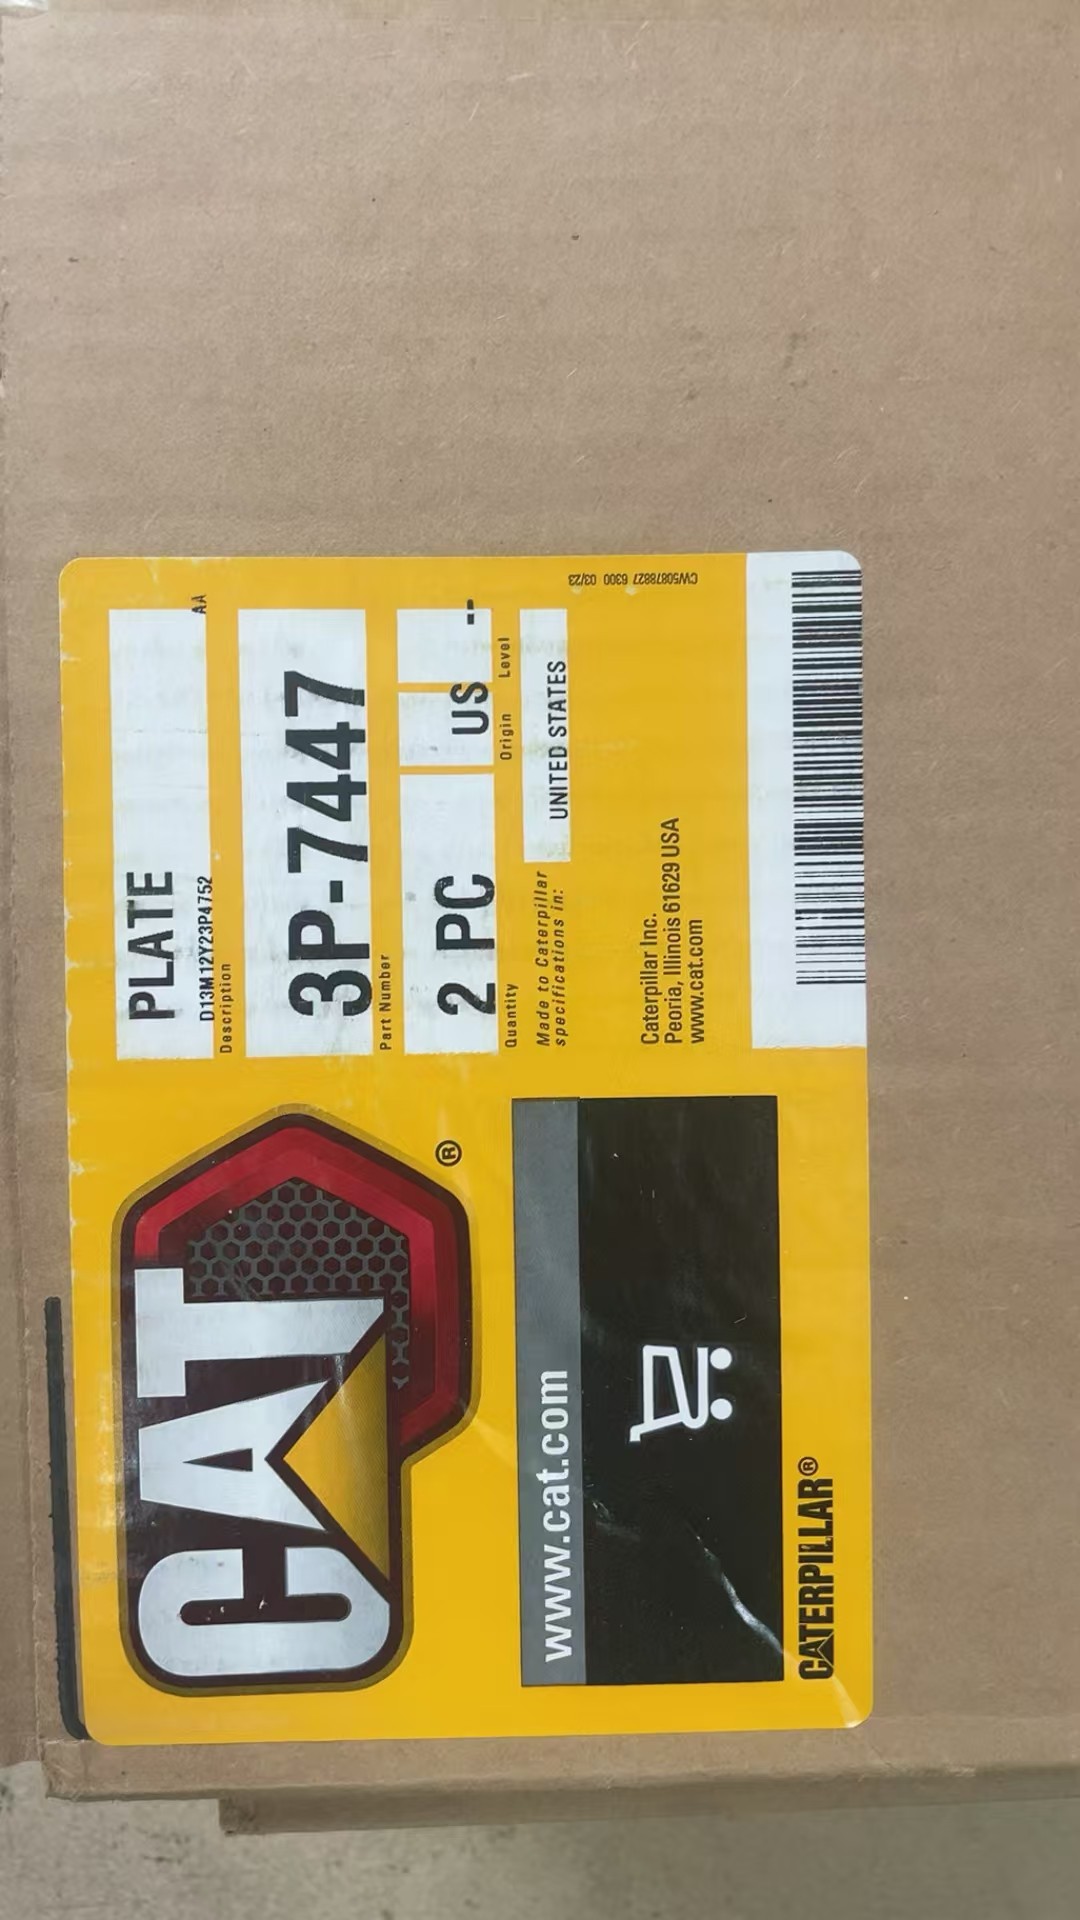 CAT
®
PLATE
D13M12Y23P4752 AA
Description
3P-7447
Part Number
2 PC US --
Quantity Origin Level
Made to Caterpillar
specifications in:
UNITED STATES
www.cat.com
Caterpillar Inc.
Peoria, Illinois 61629 USA
www.cat.com
CW50878827 6300 03/23
CATERPILLAR®